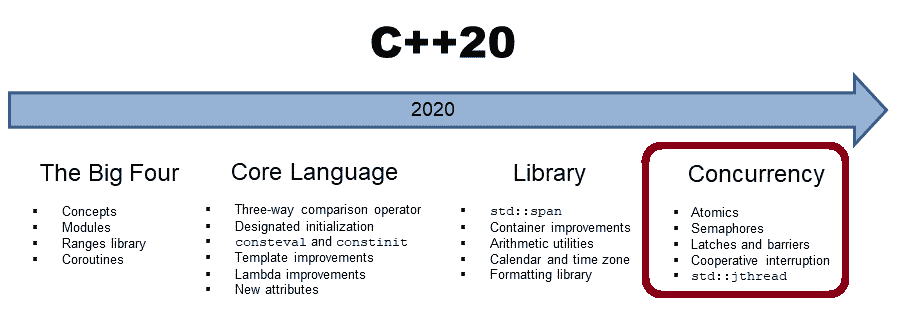 C++20
2020
The Big Four
Concepts
Modules
Ranges library
Coroutines
Core Language
Three-way comparison operator
Designated initialization
consteval and constinit
Template improvements
Lambda improvements
New attributes
Library
std::span
Container improvements
Arithmetic utilities
Calendar and time zone
Formatting library
Concurrency
Atomics
Semaphores
Latches and barriers
Cooperative interruption
std::jthread